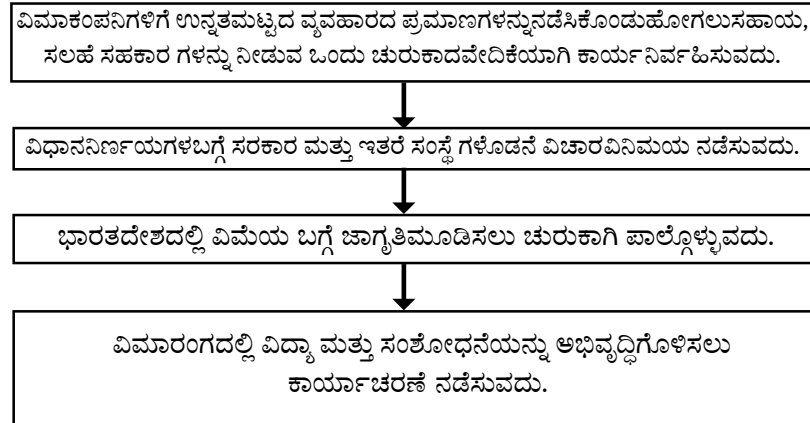 ವಿಮಾಕಂಪನಿಗಳಿಗೆ ಉನ್ನತಮಟ್ಟದ ವ್ಯವಹಾರದ ಪ್ರಮಾಣಗಳನ್ನುನಡೆಸಿಕೊಂಡುಹೋಗಲುಸಹಾಯ,
ಸಲಹೆ ಸಹಕಾರ ಗಳನ್ನು ನೀಡುವ ಒಂದು ಚುರುಕಾದವೇದಿಕೆಯಾಗಿ ಕಾರ್ಯನಿರ್ವಹಿಸುವದು.
ವಿಧಾನನಿರ್ಣಯಗಳಬಗ್ಗೆ ಸರಕಾರ ಮತ್ತು ಇತರೆ ಸಂಸ್ಥೆ ಗಳೊಡನೆ ವಿಚಾರವಿನಿಮಯ ನಡೆಸುವದು.
ಭಾರತದೇಶದಲ್ಲಿ ವಿಮೆಯ ಬಗ್ಗೆ ಜಾಗೃತಿಮೂಡಿಸಲು ಚುರುಕಾಗಿ ಪಾಲ್ಗೊಳ್ಳುವದು.
ವಿಮಾರಂಗದಲ್ಲಿ ವಿದ್ಯಾ ಮತ್ತು ಸಂಶೋಧನೆಯನ್ನು ಅಭಿವೃದ್ಧಿಗೊಳಿಸಲು
ಕಾರ್ಯಾಚರಣೆ ನಡೆಸುವದು.